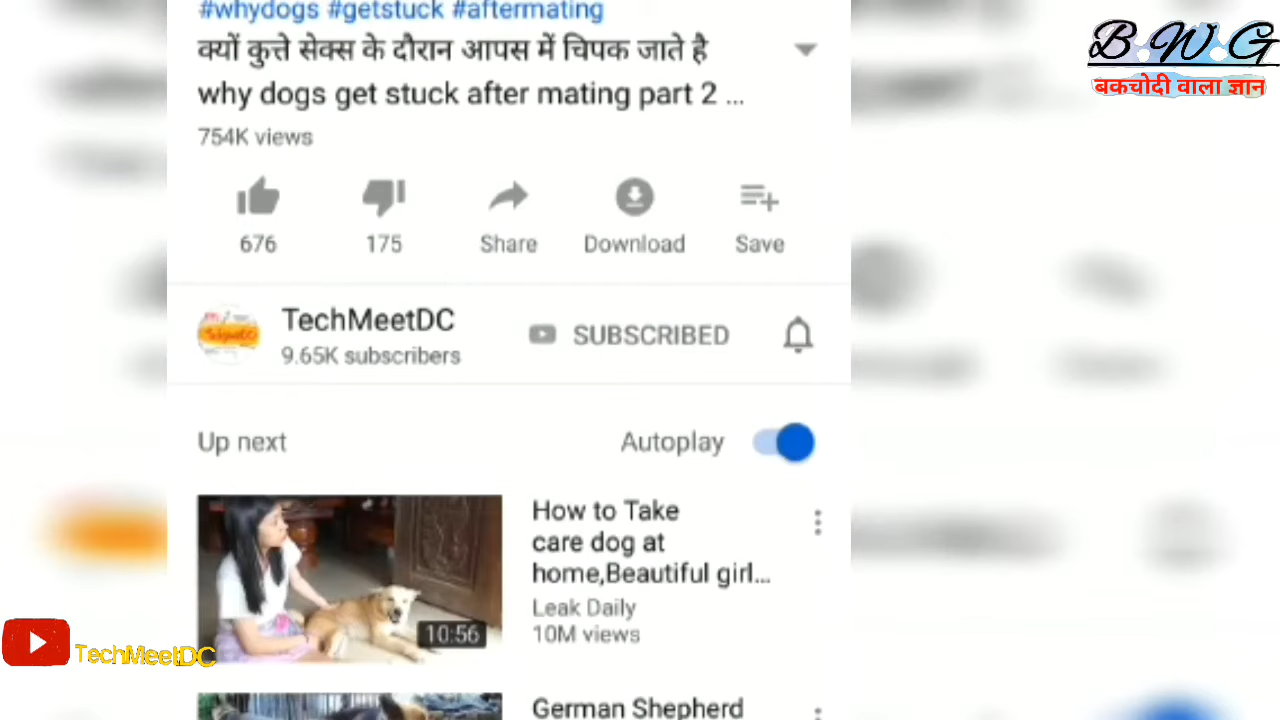 #whydogs #getstuck #aftermating
क्यों कुत्ते सेक्स के दौरान आपस में चिपक जाते है
why dogs get stuck after mating part 2 ...
754K views
676
175
Share
Download
Save
TechMeetDC
9.65K subscribers
SUBSCRIBED
Up next
Autoplay
10:56
How to Take
care dog at
home,Beautiful girl...
Leak Daily
10M views
German Shepherd
B.W.G
बकचोदी वाला ज्ञान
TechMeetDC